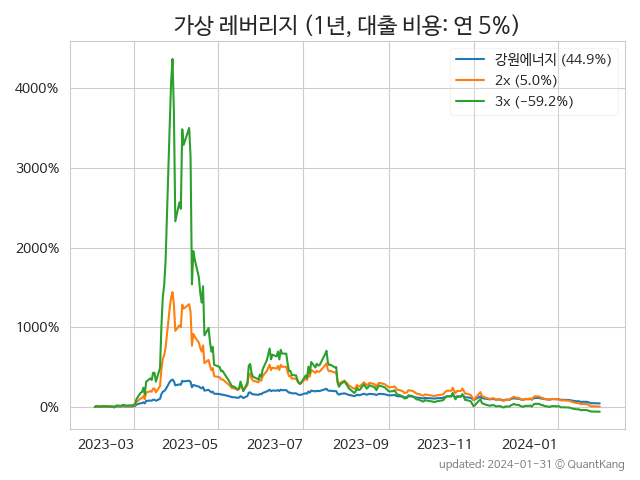 가상 레버리지 (1년, 대출 비용: 연 5%)
강원에너지 (44.9%)
2x (5.0%)
3x (−59.2%)
4000%
3000%
2000%
1000%
0%
2023-03 2023-05 2023-07 2023-09 2023-11 2024-01
updated: 2024-01-31 © QuantKang